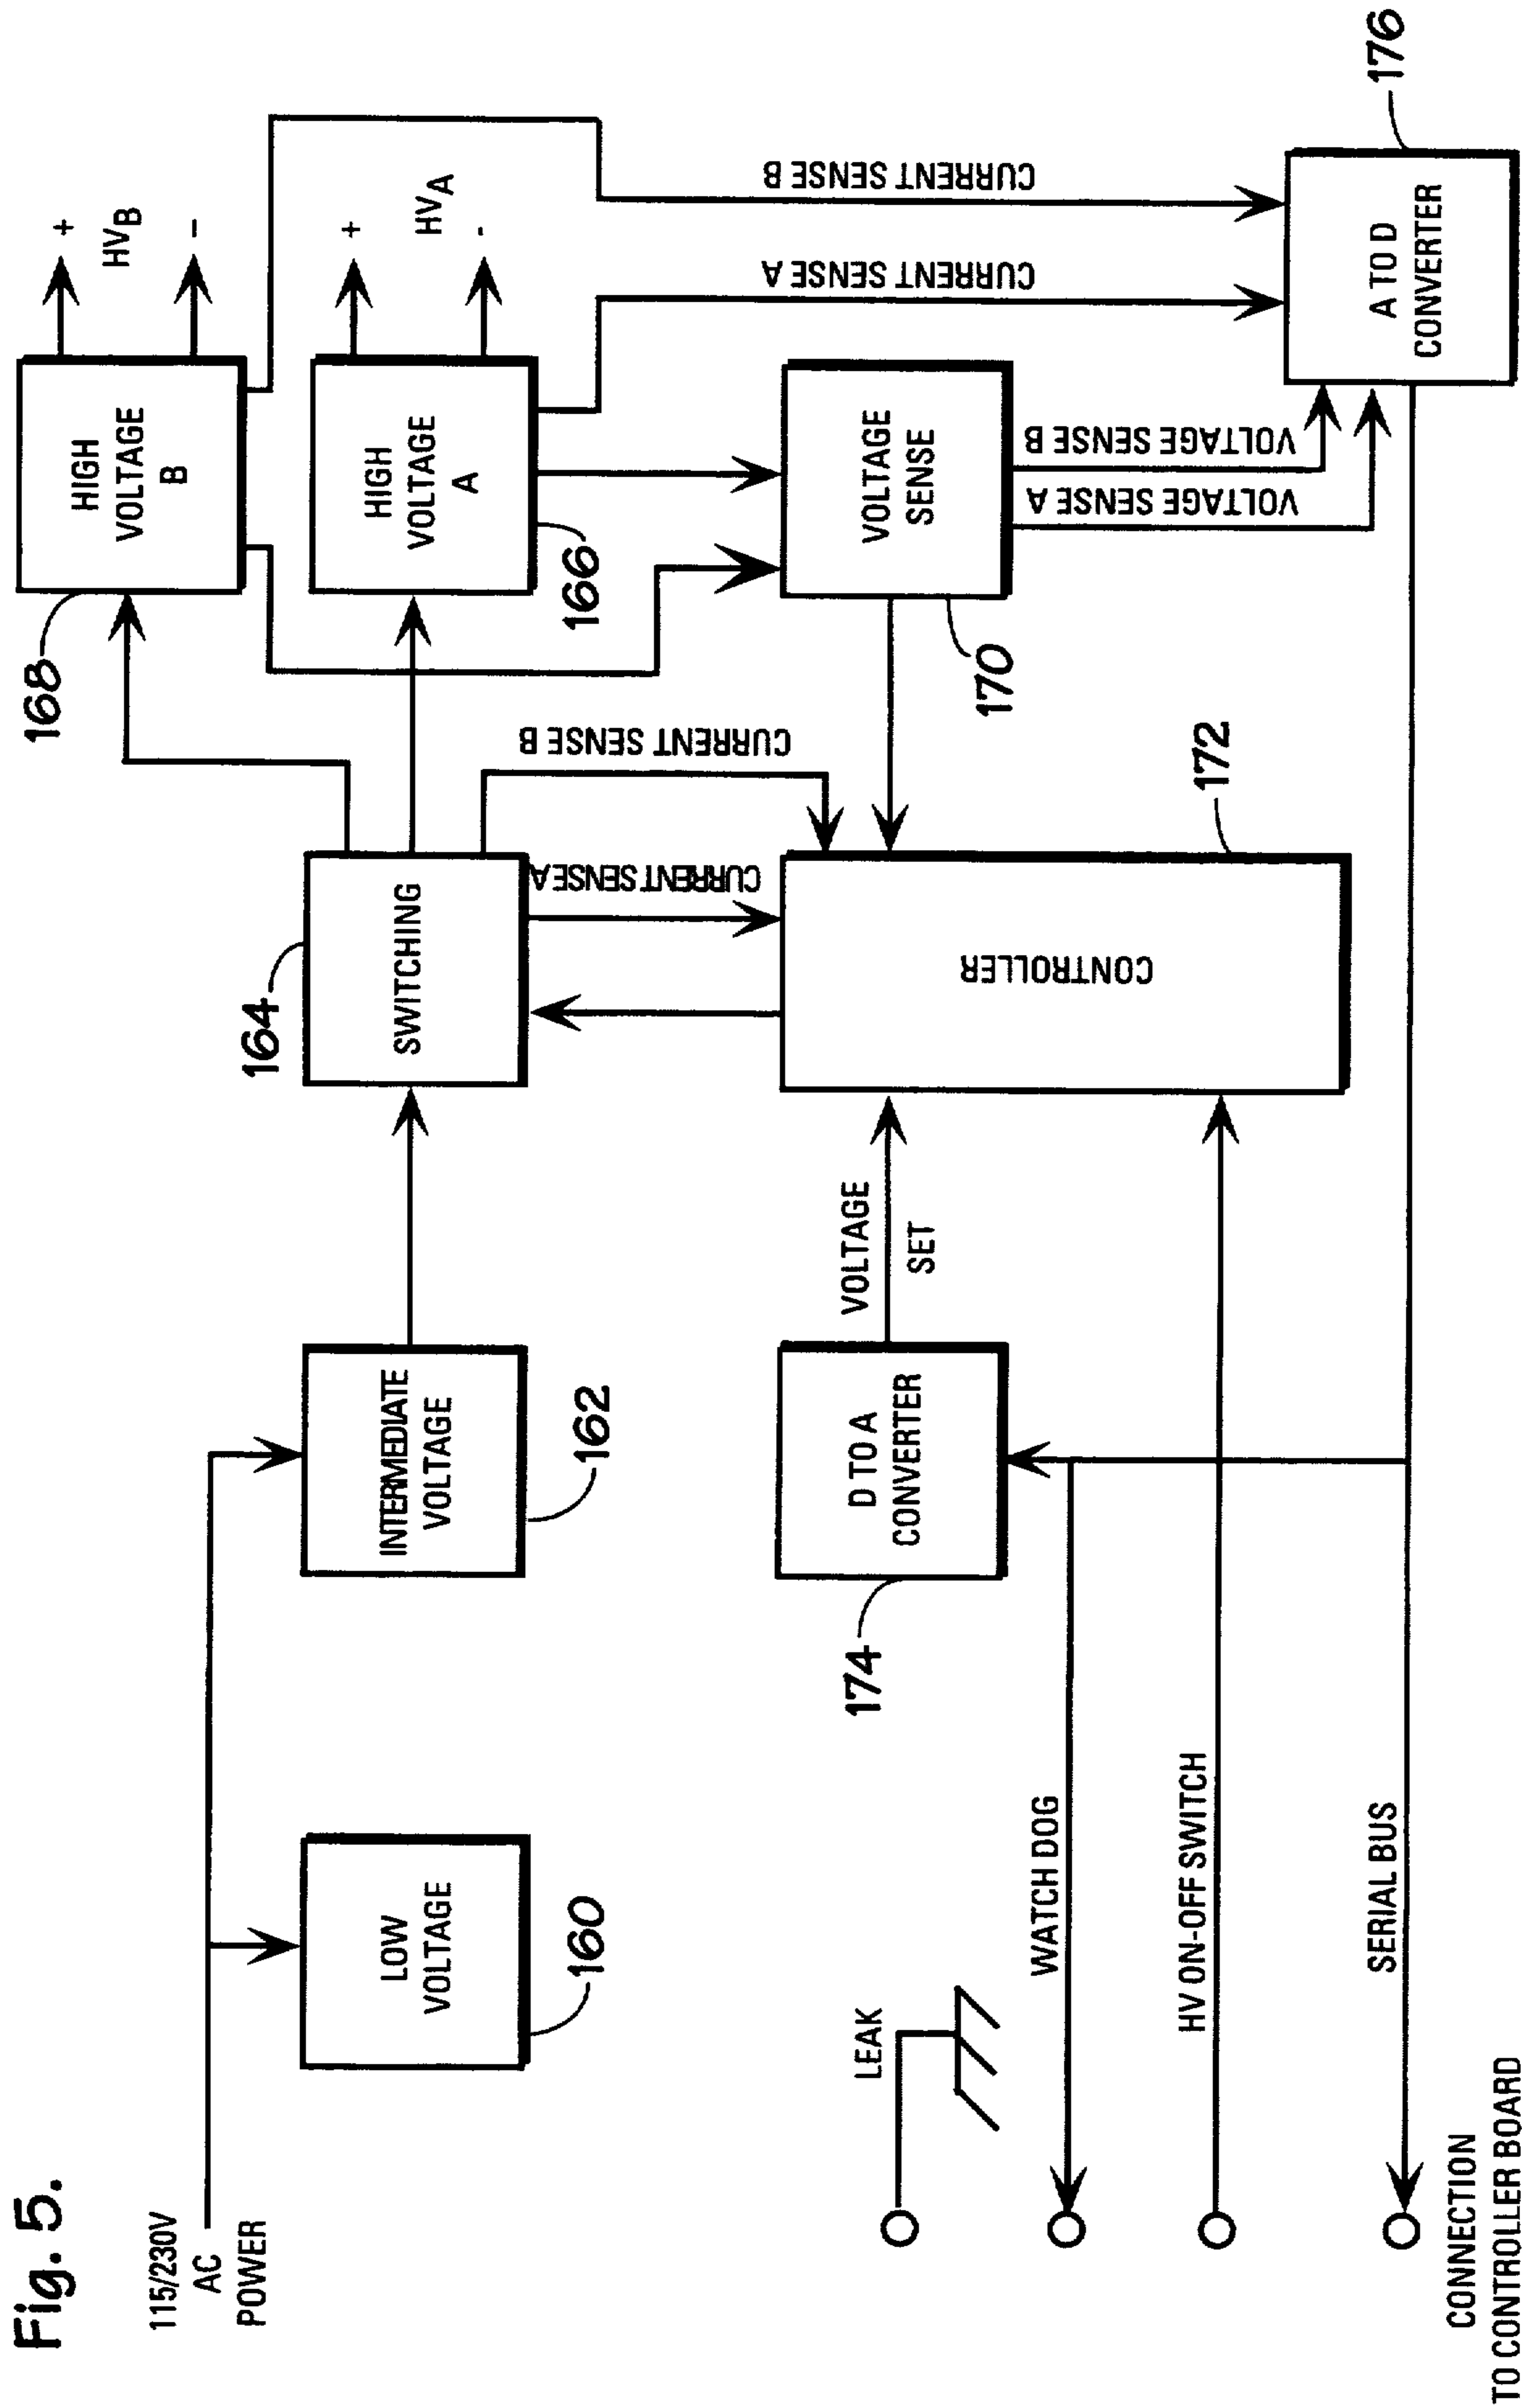 Fig. 5.
115/230V
AC
POWER
LOW
VOLTAGE
160
INTERMEDIATE
VOLTAGE
162
SWITCHING
164
HIGH
VOLTAGE
B
168
+
HVB
-
HIGH
VOLTAGE
A
166
+
HVA
-
CURRENT SENSE B
CURRENT SENSE A
VOLTAGE
SENSE
170
CURRENT SENSE A
CURRENT SENSE B
VOLTAGE SENSE B
VOLTAGE SENSE A
CONTROLLER
172
D TO A
CONVERTER
174
VOLTAGE
SET
A TO D
CONVERTER
176
LEAK
WATCH DOG
HV ON-OFF SWITCH
SERIAL BUS
CONNECTION
TO CONTROLLER BOARD